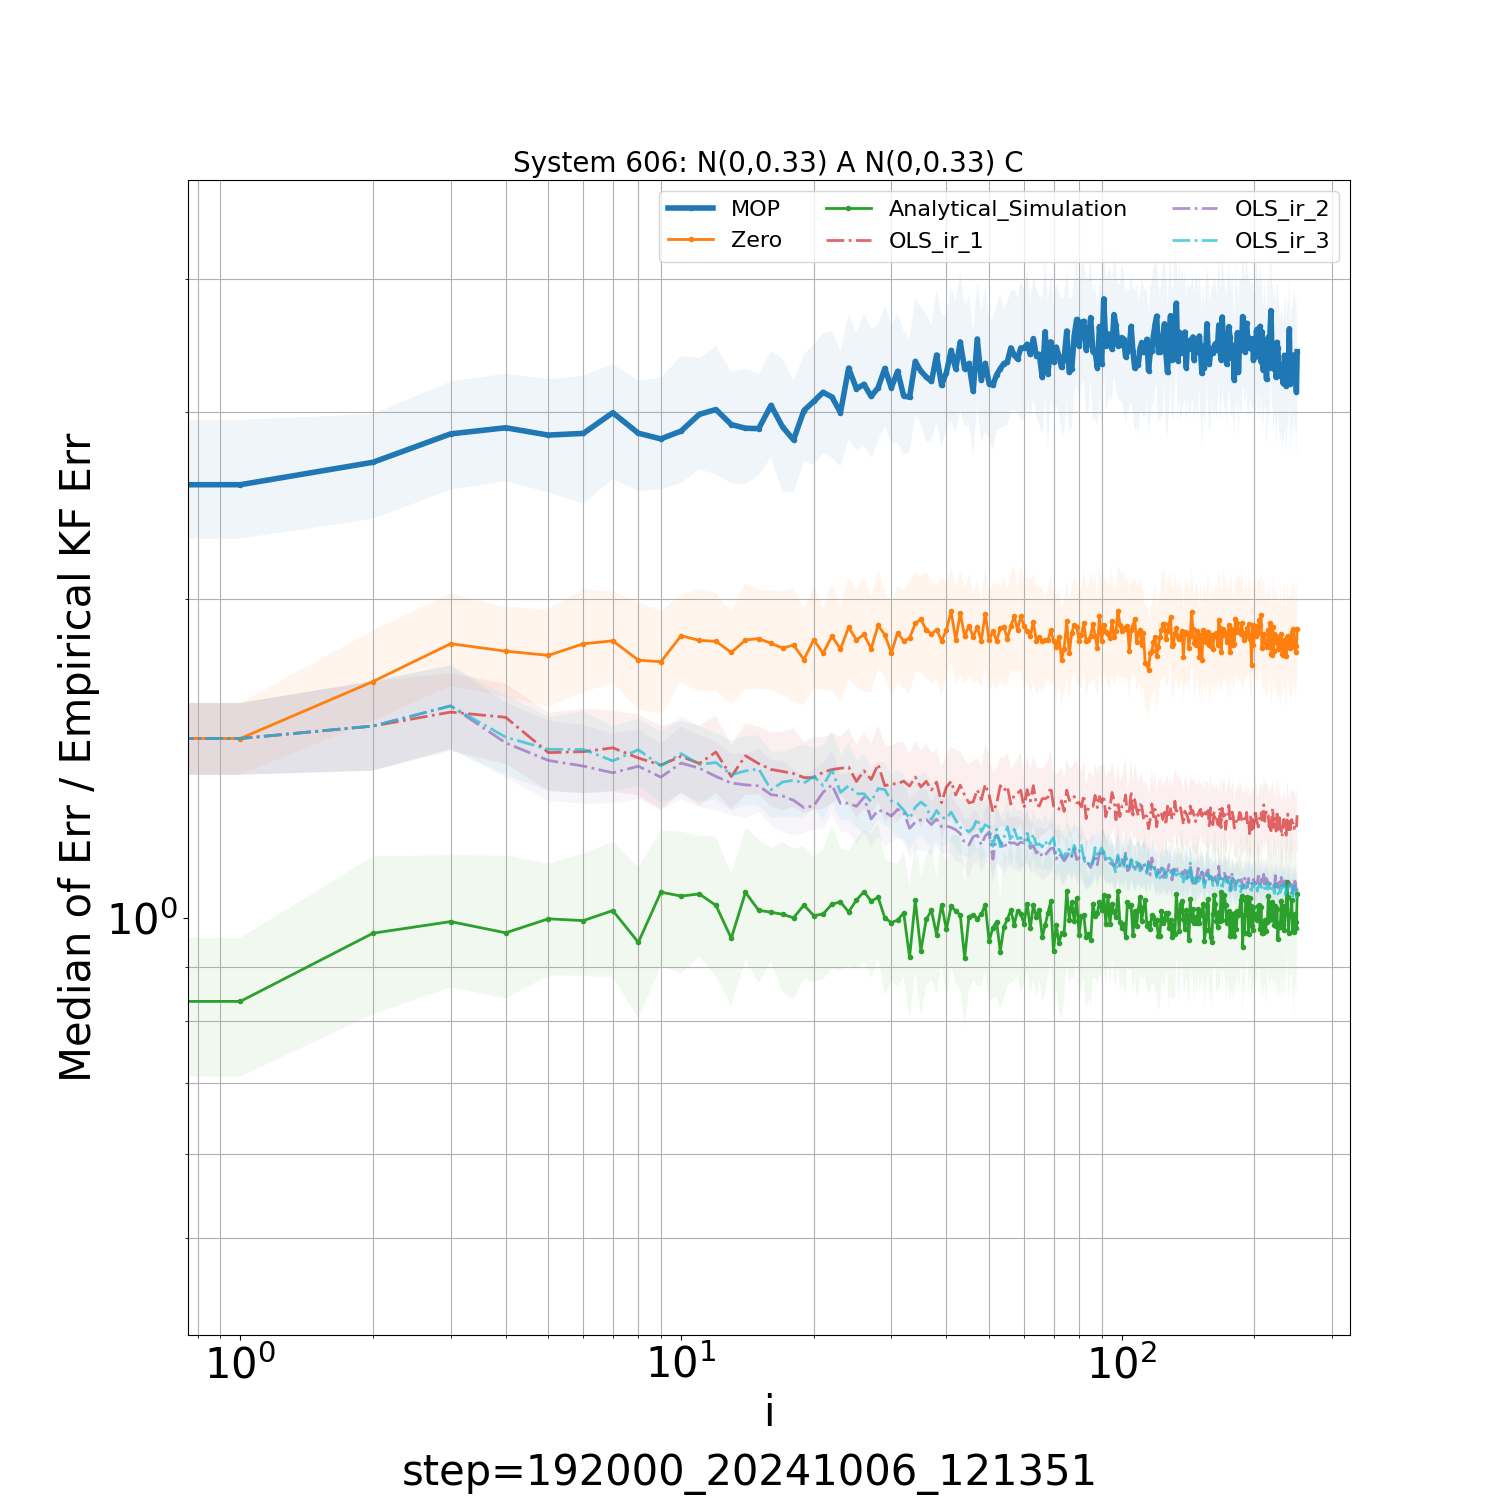 System 606: N(0,0.33) A N(0,0.33) C
MOP
Zero
Analytical_Simulation
OLS_ir_1
OLS_ir_2
OLS_ir_3
Median of Err / Empirical KF Err
10⁰
10⁰ 10¹ 10²
i
step=192000_20241006_121351